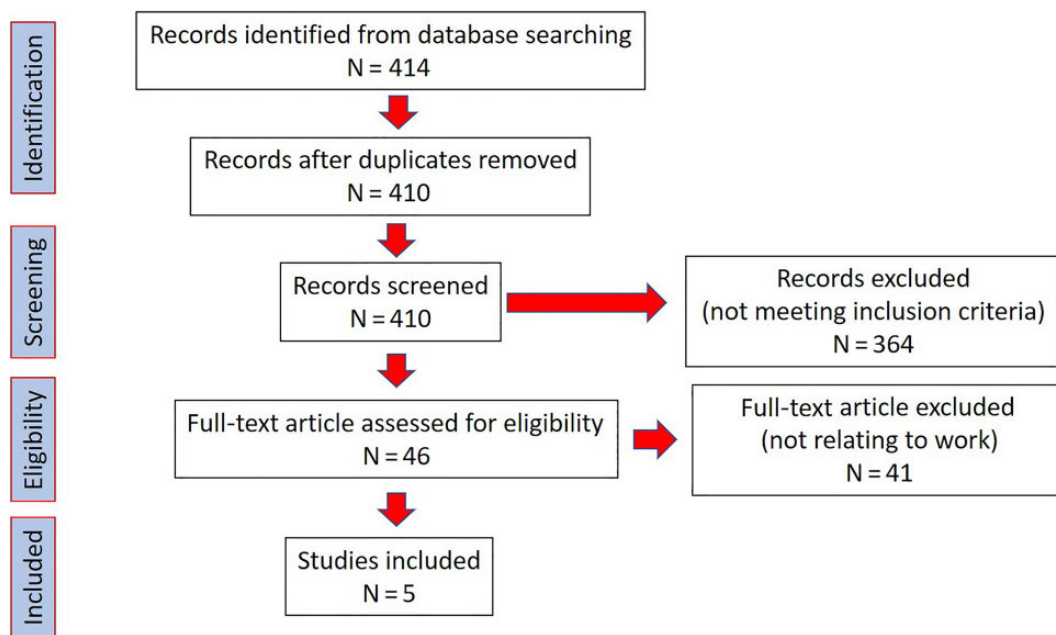 Identification
Records identified from database searching
N = 414
Records after duplicates removed
N = 410
Screening
Records screened
N = 410
Records excluded
(not meeting inclusion criteria)
N = 364
Eligibility
Full-text article assessed for eligibility
N = 46
Full-text article excluded
(not relating to work)
N = 41
Included
Studies included
N = 5